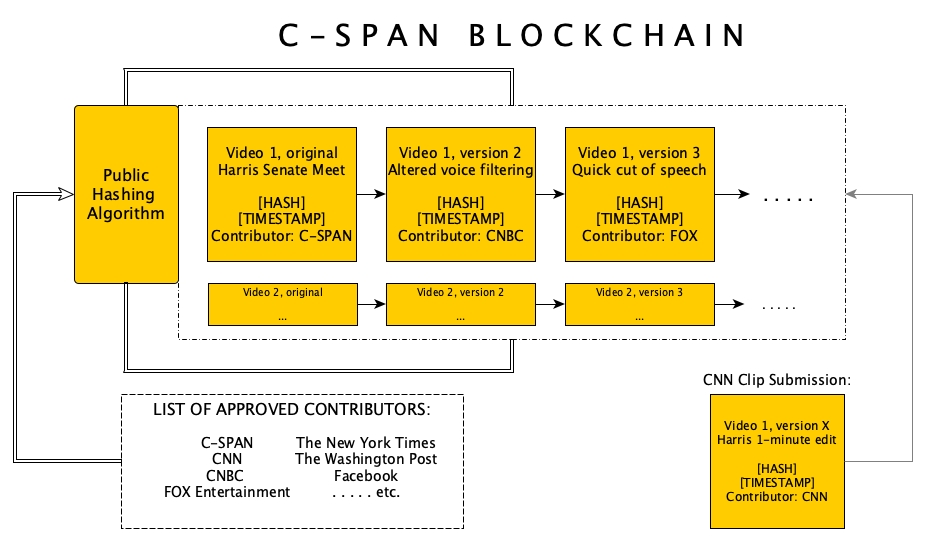 C-SPAN BLOCKCHAIN
Public
Hashing
Algorithm
Video 1, original
Harris Senate Meet
[HASH]
[TIMESTAMP]
Contributor: C-SPAN
Video 1, version 2
Altered voice filtering
[HASH]
[TIMESTAMP]
Contributor: CNBC
Video 1, version 3
Quick cut of speech
[HASH]
[TIMESTAMP]
Contributor: FOX
. . . . .
Video 2, original
...
Video 2, version 2
...
Video 2, version 3
...
. . . . .
LIST OF APPROVED CONTRIBUTORS:
C-SPAN
CNN
CNBC
FOX Entertainment
The New York Times
The Washington Post
Facebook
. . . . . etc.
CNN Clip Submission:
Video 1, version X
Harris 1-minute edit
[HASH]
[TIMESTAMP]
Contributor: CNN